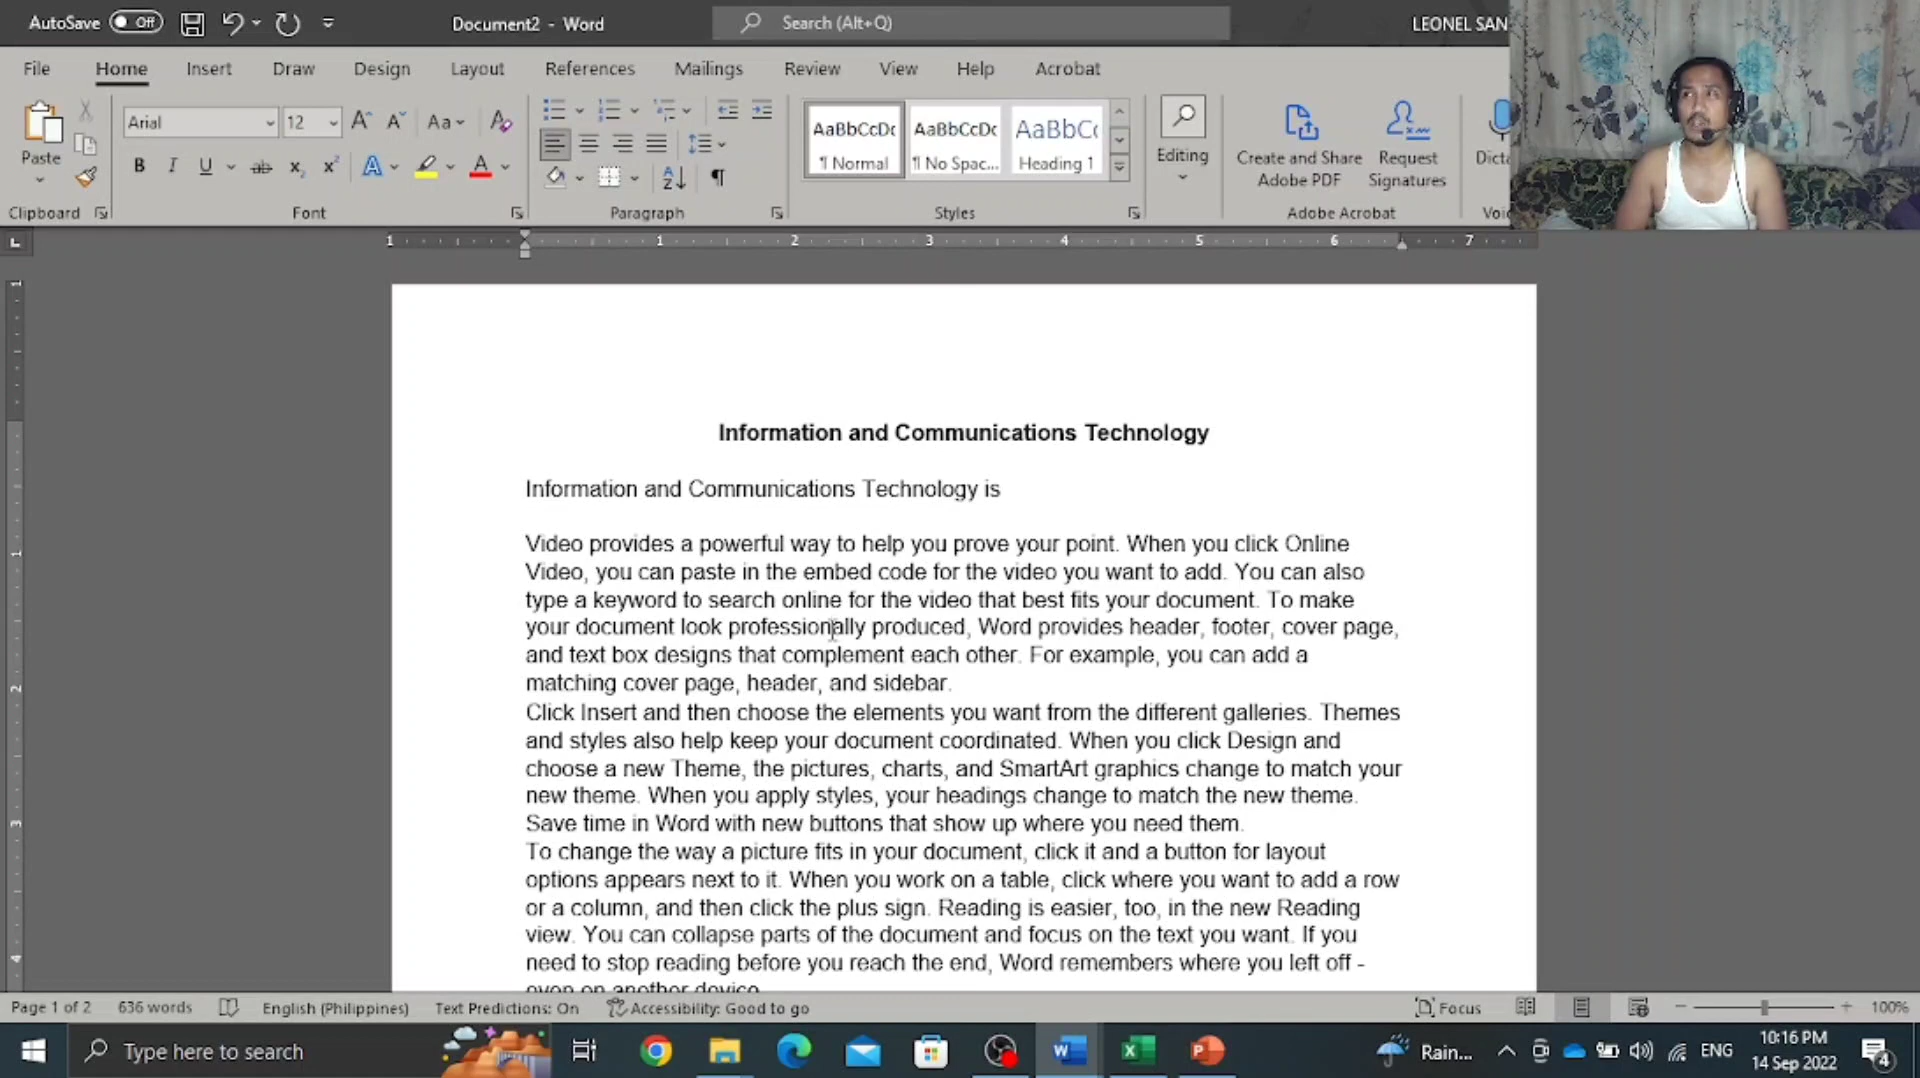 AutoSave Off Document2 - Word Search (Alt+Q) LEONEL SAN
File Home Insert Draw Design Layout References Mailings Review View Help Acrobat
Paste Arial 12 Aa AaBbCcDc AaBbCcDc AaBbCc Editing Create and Share Adobe PDF Request Signatures Dicta
¶ Normal ¶ No Spac... Heading 1
Clipboard Font Paragraph Styles Adobe Acrobat Voi
1 1 2 3 4 5 6 7
Information and Communications Technology
Information and Communications Technology is
Video provides a powerful way to help you prove your point. When you click Online
Video, you can paste in the embed code for the video you want to add. You can also
type a keyword to search online for the video that best fits your document. To make
your document look professionally produced, Word provides header, footer, cover page,
and text box designs that complement each other. For example, you can add a
matching cover page, header, and sidebar.
Click Insert and then choose the elements you want from the different galleries. Themes
and styles also help keep your document coordinated. When you click Design and
choose a new Theme, the pictures, charts, and SmartArt graphics change to match your
new theme. When you apply styles, your headings change to match the new theme.
Save time in Word with new buttons that show up where you need them.
To change the way a picture fits in your document, click it and a button for layout
options appears next to it. When you work on a table, click where you want to add a row
or a column, and then click the plus sign. Reading is easier, too, in the new Reading
view. You can collapse parts of the document and focus on the text you want. If you
need to stop reading before you reach the end, Word remembers where you left off -
even on another device.
Page 1 of 2 636 words English (Philippines) Text Predictions: On Accessibility: Good to go Focus 100%
Type here to search Rain... ENG 10:16 PM
14 Sep 2022 4